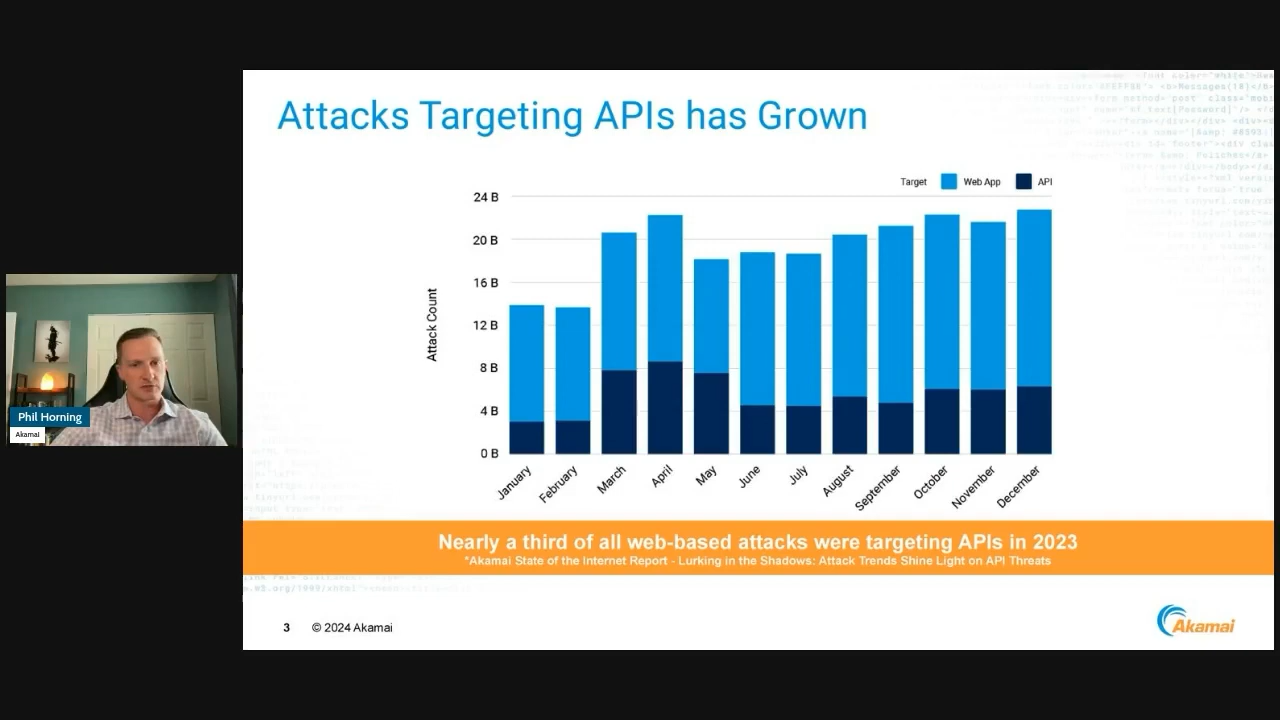 Attacks Targeting APIs has Grown
Target Web App API
24 B
20 B
16 B
12 B
8 B
4 B
0 B
Attack Count
January
February
March
April
May
June
July
August
September
October
November
December
Nearly a third of all web-based attacks were targeting APIs in 2023
*Akamai State of the Internet Report - Lurking in the Shadows: Attack Trends Shine Light on API Threats
3 © 2024 Akamai
Akamai
Phil Horning
Akamai